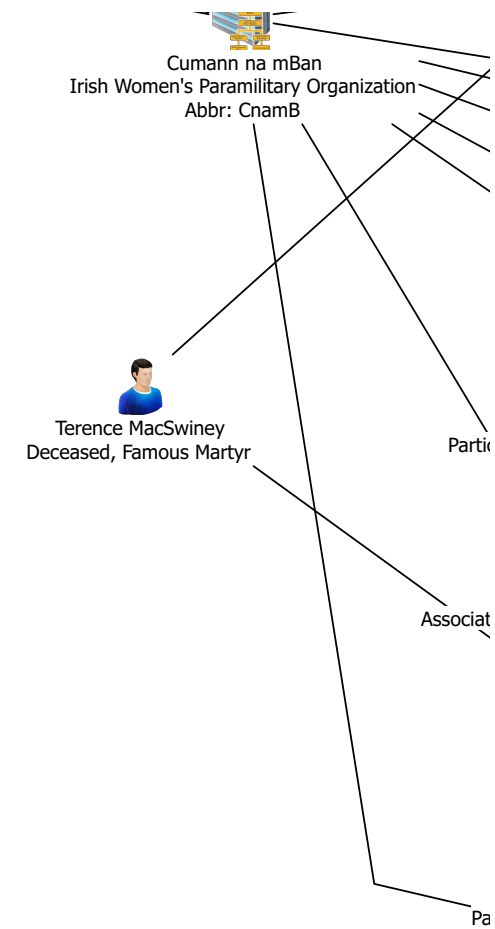 Cumann na mBan
Irish Women's Paramilitary Organization
Abbr: CnamB
Terence MacSwiney
Deceased, Famous Martyr